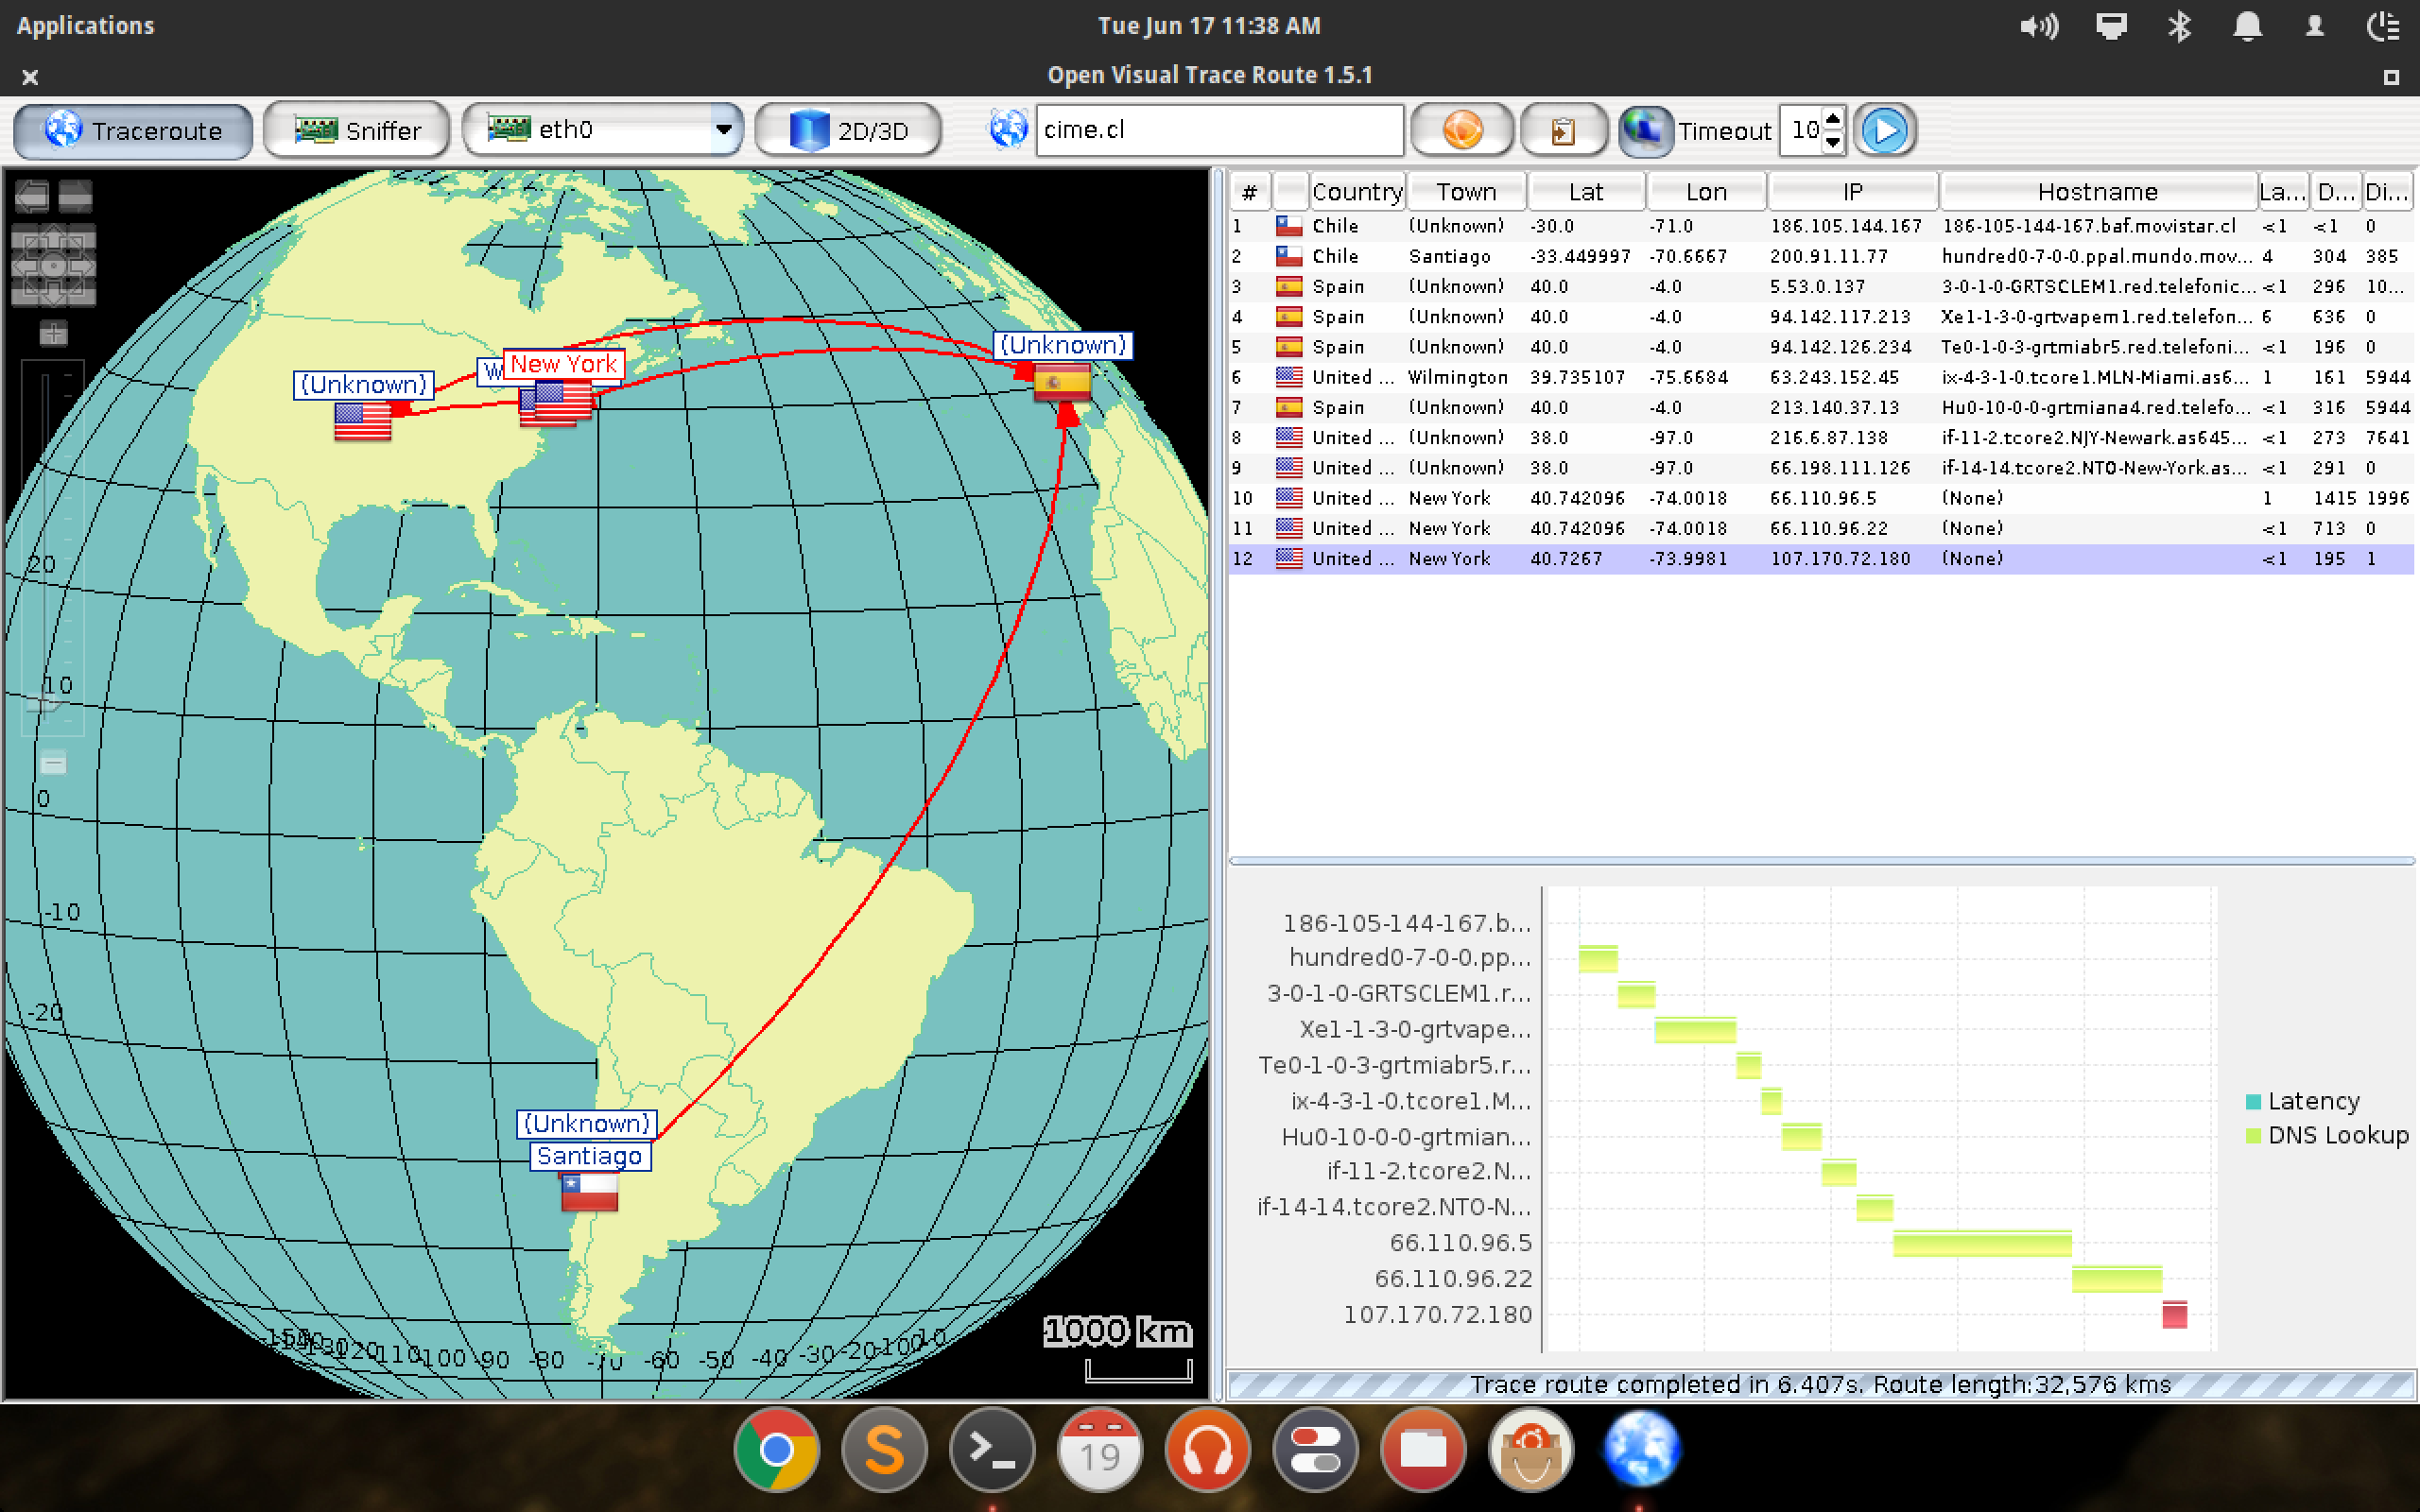 Applications
Tue Jun 17 11:38 AM
Open Visual Trace Route 1.5.1
Traceroute Sniffer eth0 2D/3D cime.cl Timeout 10
# Country Town Lat Lon IP Hostname La... D... Di...
1 Chile (Unknown) -30.0 -71.0 186.105.144.167 186-105-144-167.baf.movistar.cl <1 <1 0
2 Chile Santiago -33.449997 -70.6667 200.91.11.77 hundred0-7-0-0.ppal.mundo.mov... 4 304 385
3 Spain (Unknown) 40.0 -4.0 5.53.0.137 3-0-1-0-GRTSCLEM1.red.telefonic... <1 296 10...
4 Spain (Unknown) 40.0 -4.0 94.142.117.213 Xe1-1-3-0-grtvapem1.red.telefon... 6 636 0
5 Spain (Unknown) 40.0 -4.0 94.142.126.234 Te0-1-0-3-grtmiabr5.red.telefoni... <1 196 0
6 United ... Wilmington 39.735107 -75.6684 63.243.152.45 ix-4-3-1-0.tcore1.MLN-Miami.as6... 1 161 5944
7 Spain (Unknown) 40.0 -4.0 213.140.37.13 Hu0-10-0-0-grtmiana4.red.telefo... <1 316 5944
8 United ... (Unknown) 38.0 -97.0 216.6.87.138 if-11-2.tcore2.NJY-Newark.as645... <1 273 7641
9 United ... (Unknown) 38.0 -97.0 66.198.111.126 if-14-14.tcore2.NTO-New-York.as... <1 291 0
10 United ... New York 40.742096 -74.0018 66.110.96.5 (None) 1 1415 1996
11 United ... New York 40.742096 -74.0018 66.110.96.22 (None) <1 713 0
12 United ... New York 40.7267 -73.9981 107.170.72.180 (None) <1 195 1
(Unknown)
New York
W
(Unknown)
20
10
0
-10
-20
(Unknown)
Santiago
1000 km
110 100 -90 -80 -70 -60 -50 -40 -30 -20 -10 0 10
186-105-144-167.b...
hundred0-7-0-0.pp...
3-0-1-0-GRTSCLEM1.r...
Xe1-1-3-0-grtvape...
Te0-1-0-3-grtmiabr5.r...
ix-4-3-1-0.tcore1.M...
Hu0-10-0-0-grtmian...
if-11-2.tcore2.N...
if-14-14.tcore2.NTO-N...
66.110.96.5
66.110.96.22
107.170.72.180
Latency
DNS Lookup
Trace route completed in 6.407s. Route length:32,576 kms
S
19